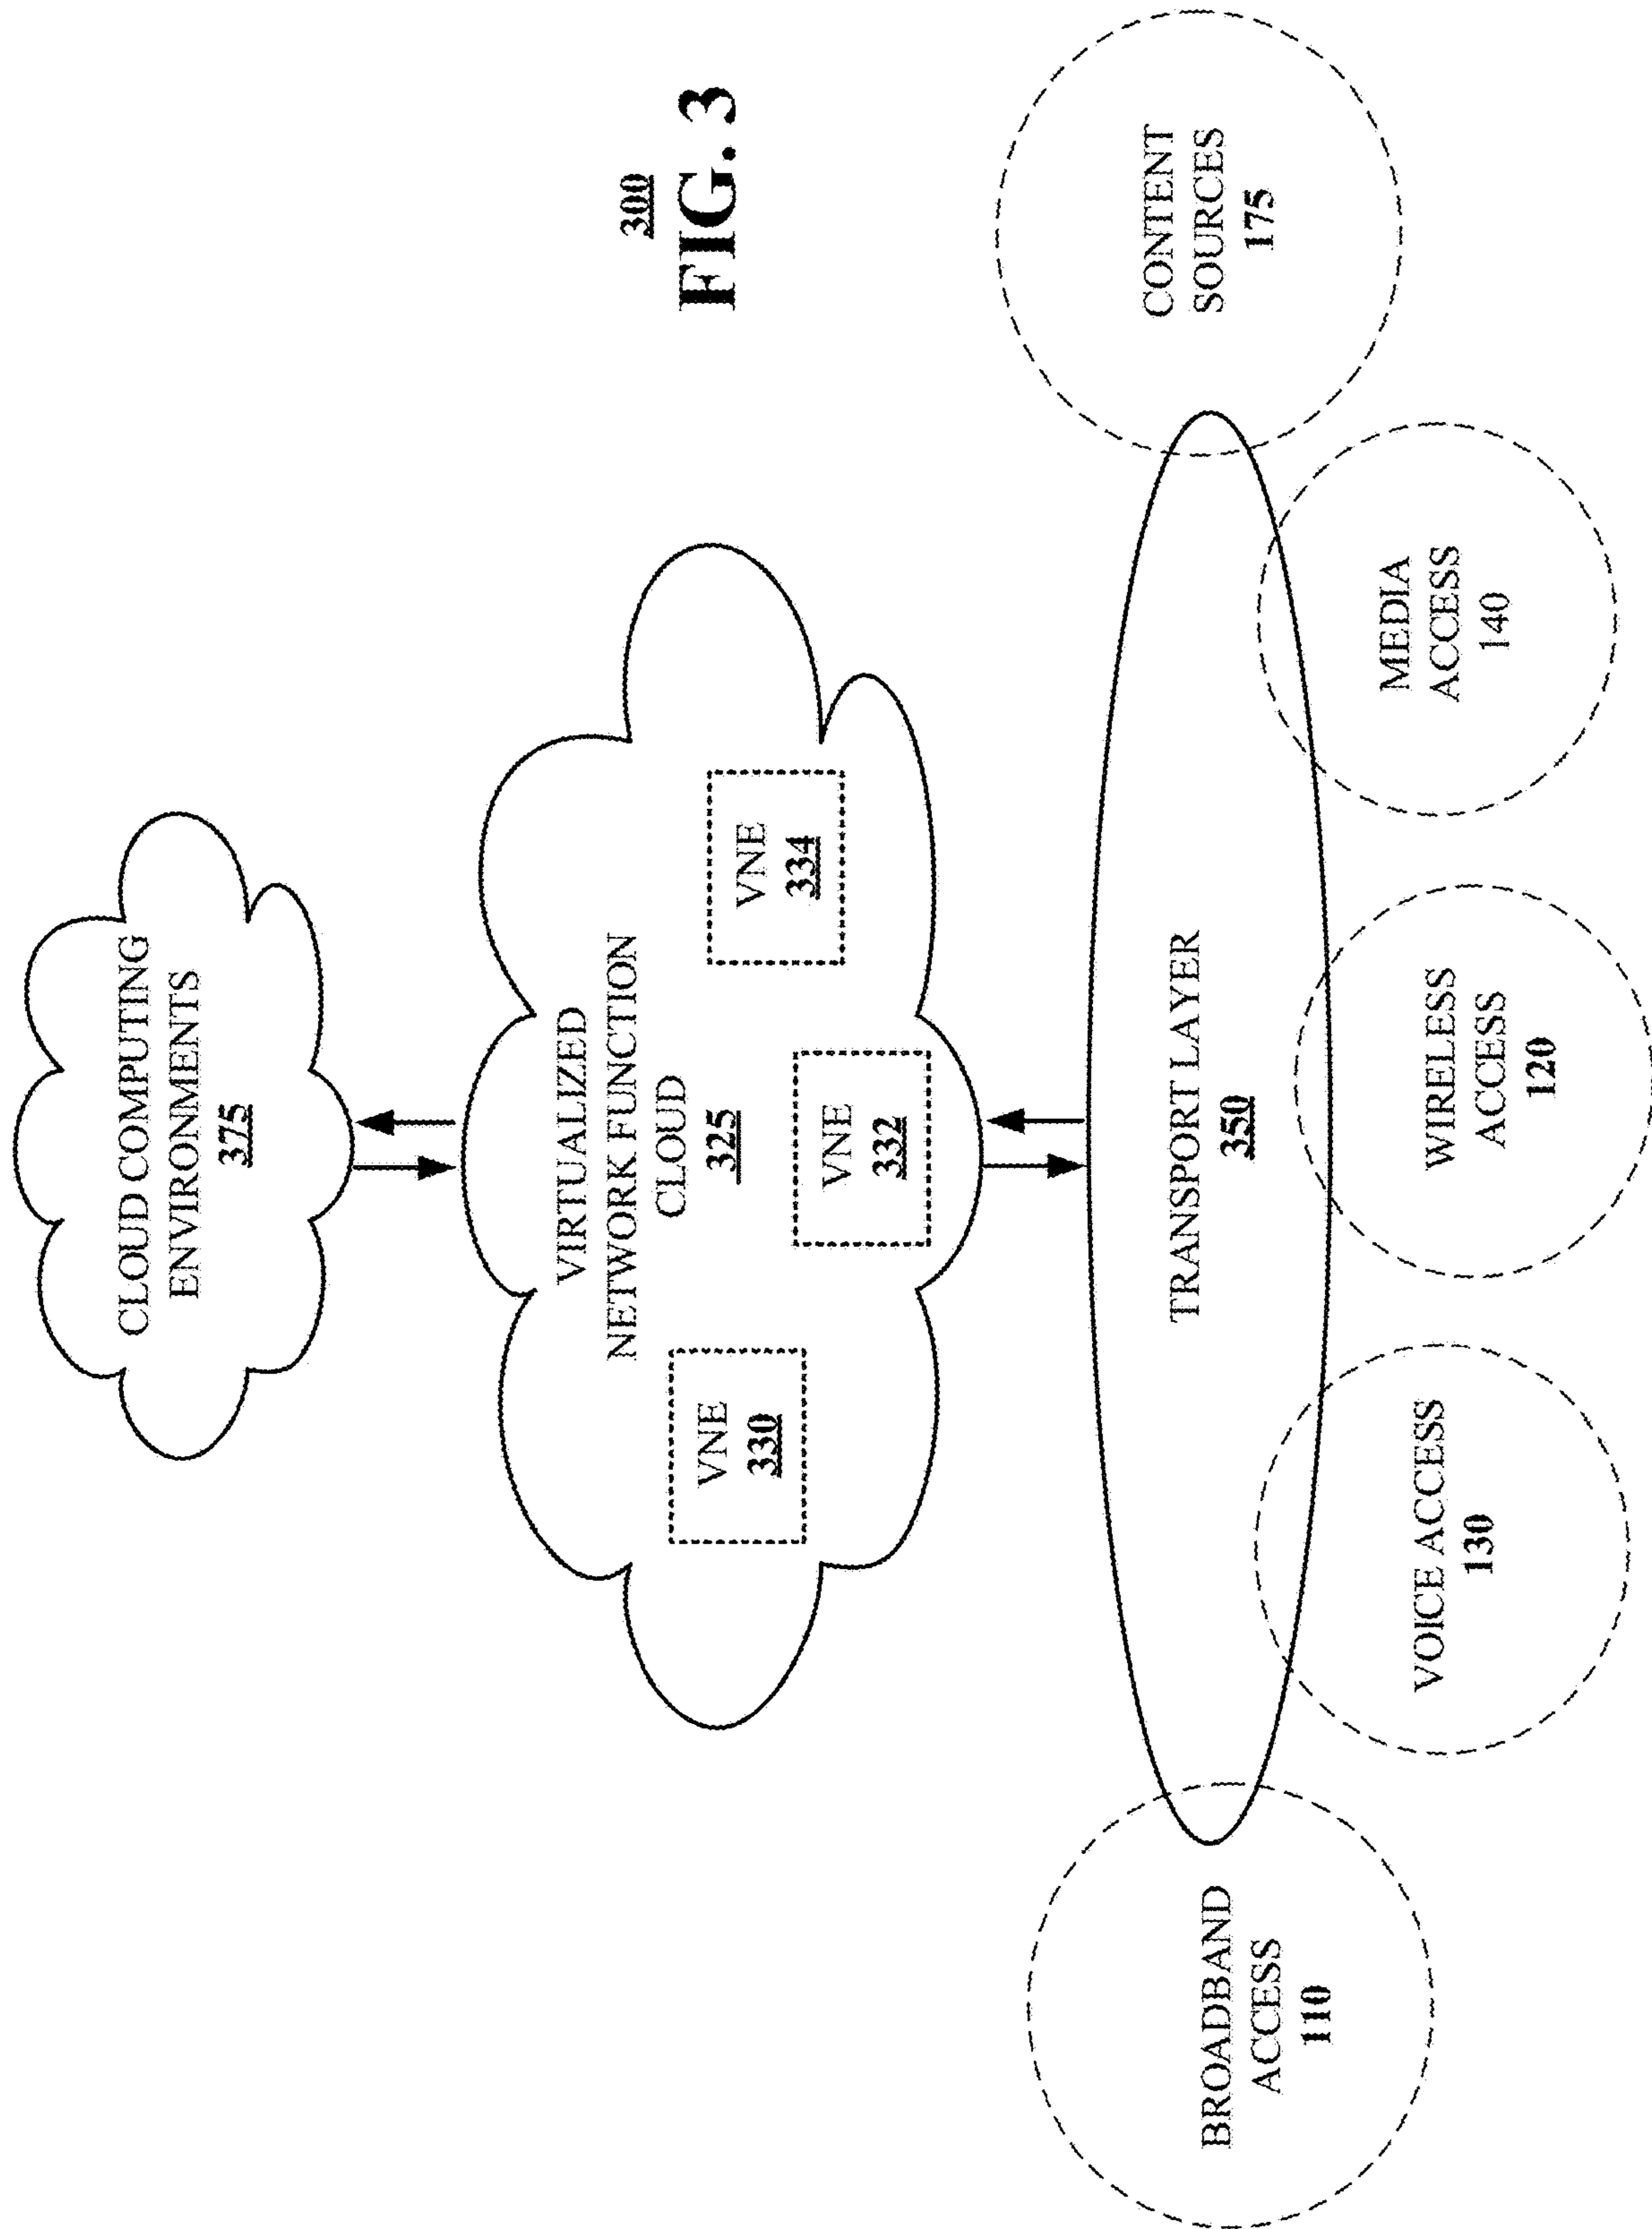 CLOUD COMPUTING
ENVIRONMENTS
375
VIRTUALIZED
NETWORK FUNCTION
CLOUD
325
VNE
330
VNE
332
VNE
334
300
FIG. 3
TRANSPORT LAYER
350
BROADBAND
ACCESS
110
VOICE ACCESS
130
WIRELESS
ACCESS
120
MEDIA
ACCESS
140
CONTENT
SOURCES
175